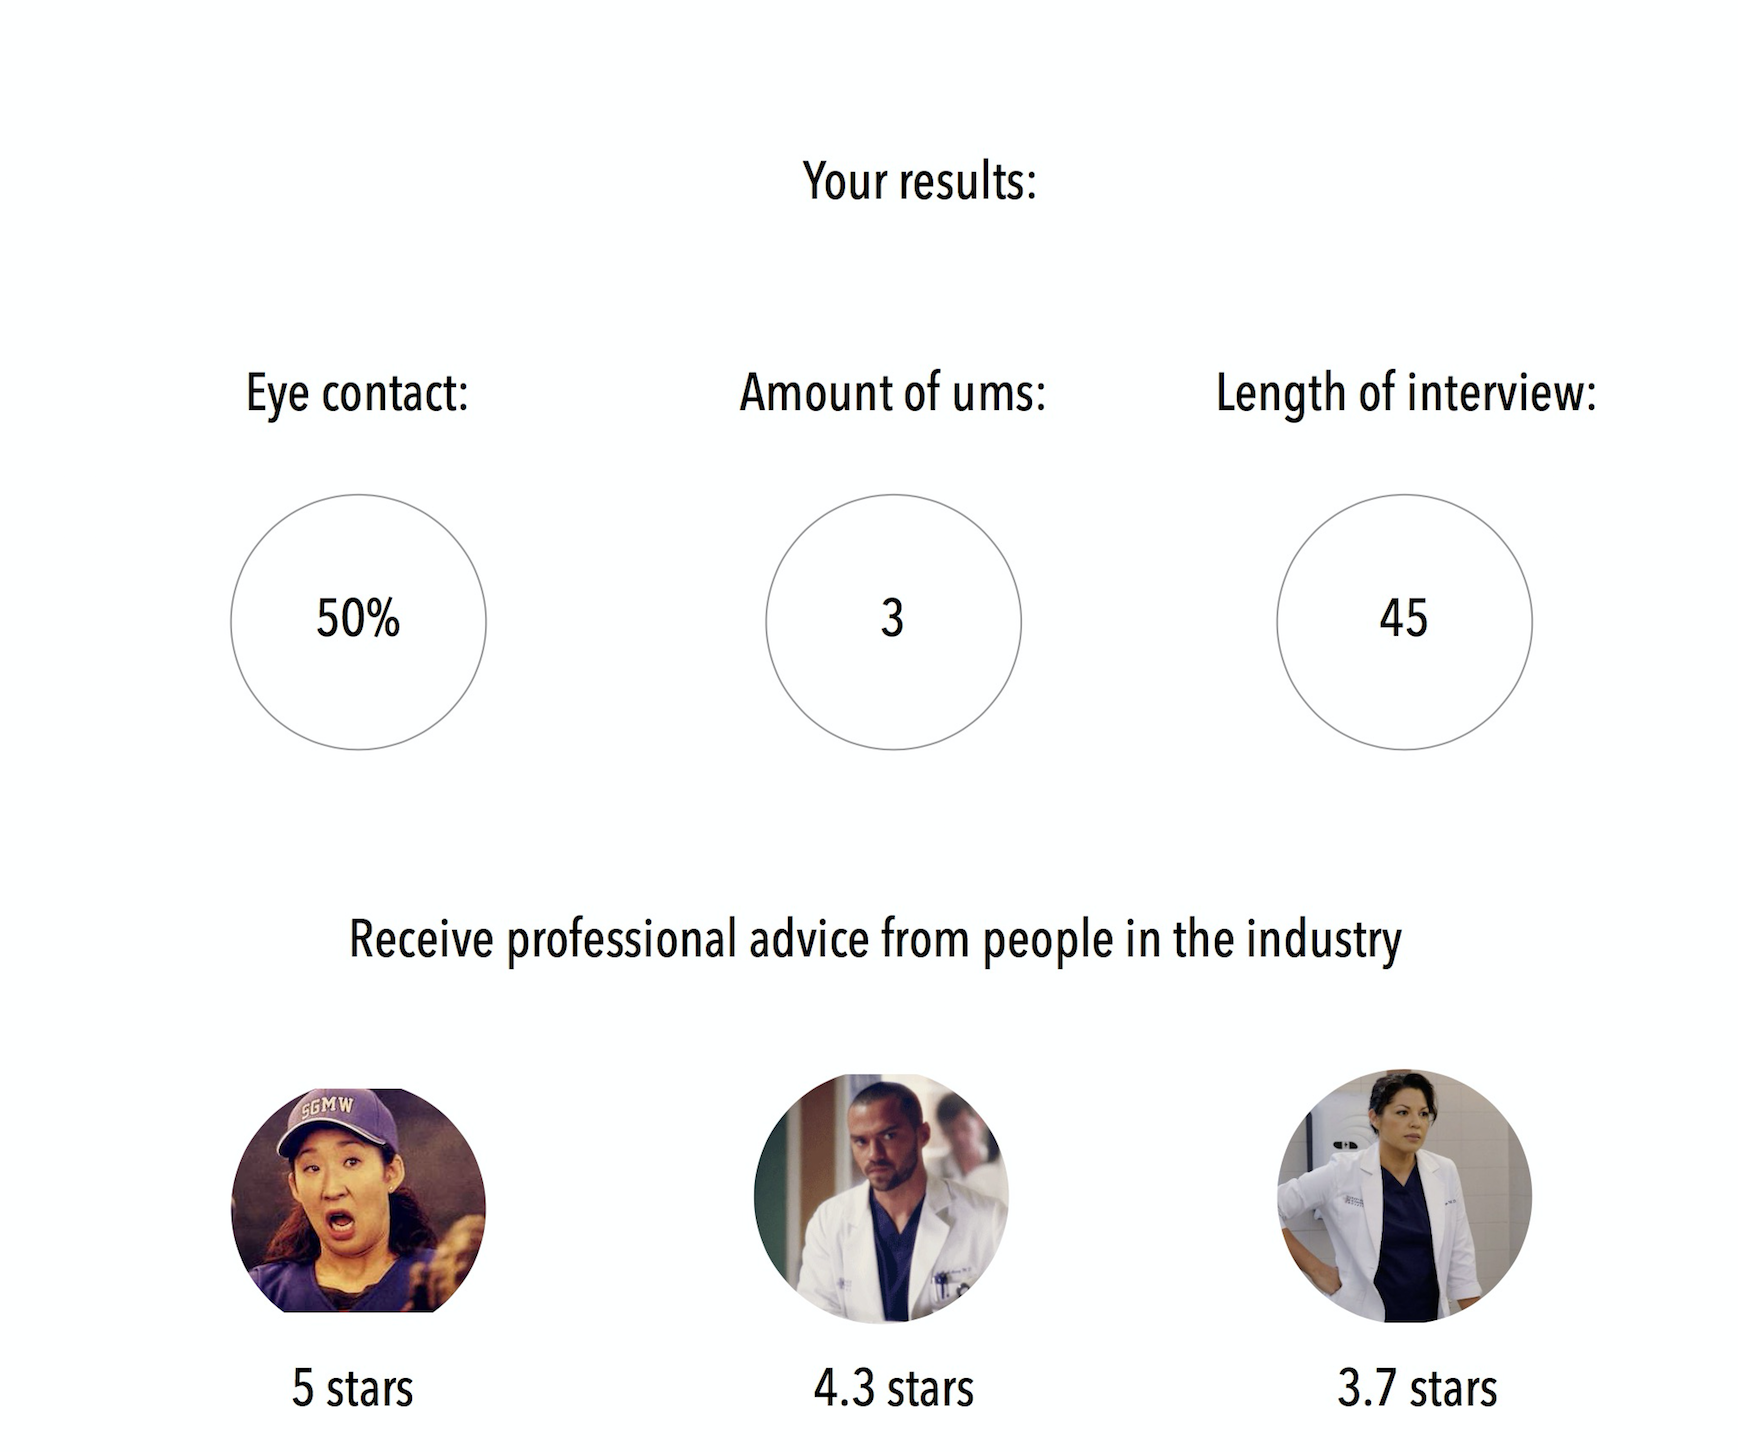 Your results:
Eye contact:
Amount of ums:
Length of interview:
50%
3
45
Receive professional advice from people in the industry
SGMW
5 stars
4.3 stars
3.7 stars